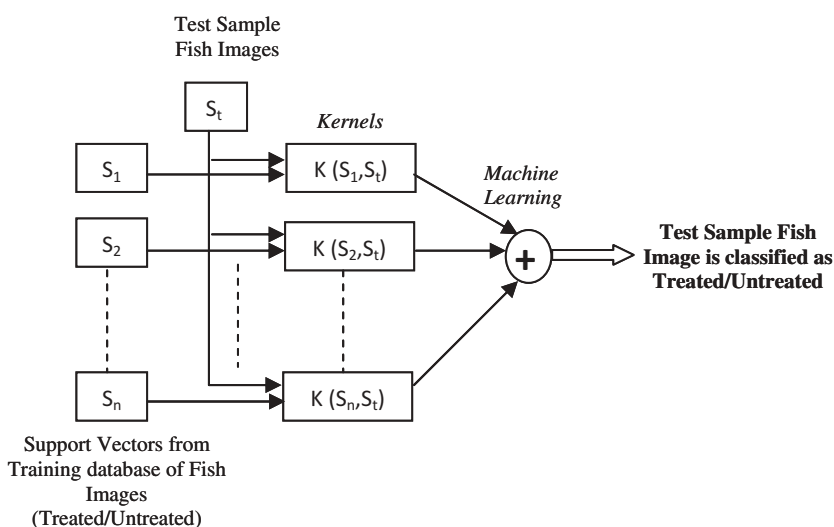 Test Sample
Fish Images
Sₜ
Kernels
S₁
K (S₁,Sₜ)
Machine
Learning
S₂
K (S₂,Sₜ)
+
Test Sample Fish
Image is classified as
Treated/Untreated
Sₙ
K (Sₙ,Sₜ)
Support Vectors from
Training database of Fish
Images
(Treated/Untreated)